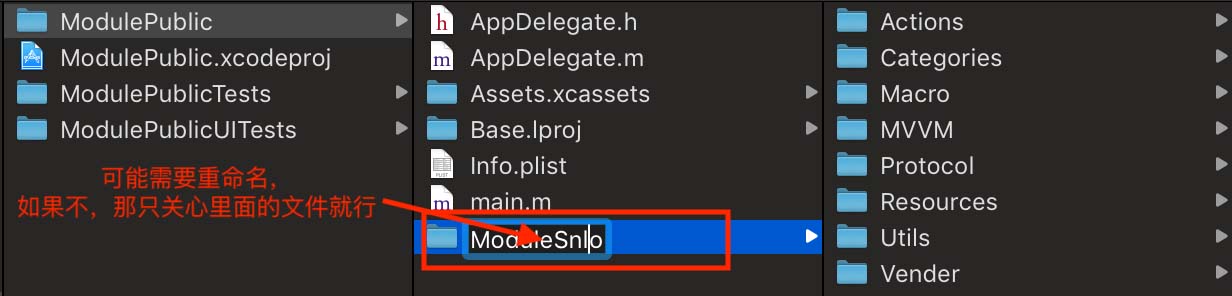 ModulePublic
ModulePublic.xcodeproj
ModulePublicTests
ModulePublicUITests
可能需要重命名，
如果不，那只关心里面的文件就行
AppDelegate.h
AppDelegate.m
Assets.xcassets
Base.lproj
Info.plist
main.m
ModuleSnlo
Actions
Categories
Macro
MVVM
Protocol
Resources
Utils
Vender